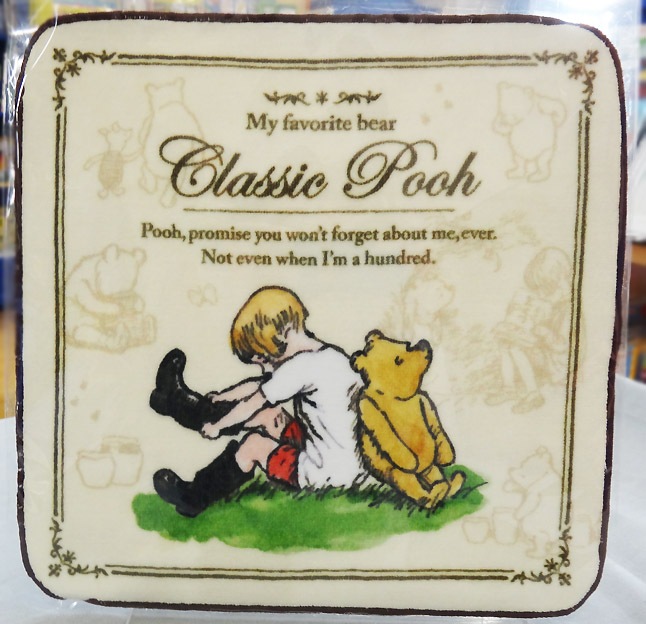 My favorite bear
Classic Pooh
Pooh, promise you won't forget about me, ever.
Not even when I'm a hundred.